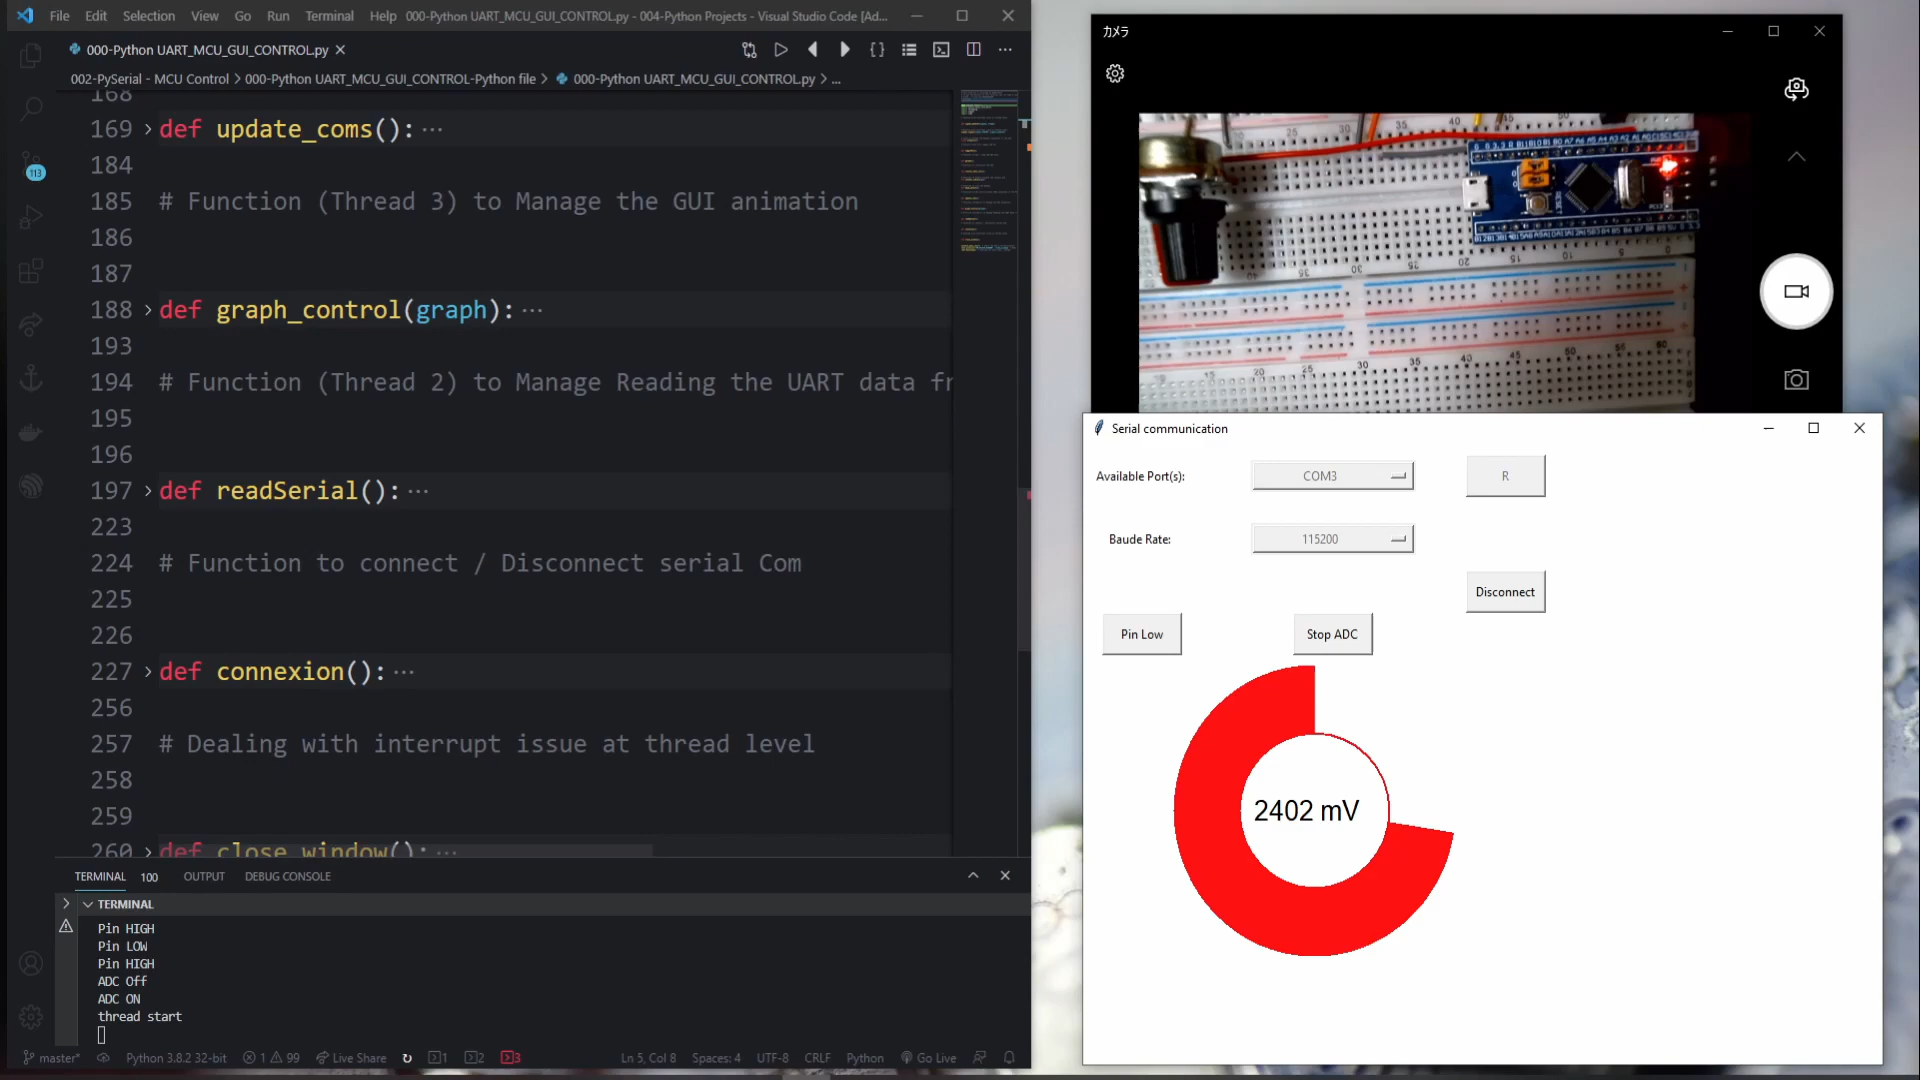 File Edit Selection View Go Run Terminal Help 000-Python UART_MCU_GUI_CONTROL.py - 004-Python Projects - Visual Studio Code [Ad...
000-Python UART_MCU_GUI_CONTROL.py
002-PySerial - MCU Control > 000-Python UART_MCU_GUI_CONTROL-Python file > 000-Python UART_MCU_GUI_CONTROL.py > ...
168
169 > def update_coms(): ...
184
185 # Function (Thread 3) to Manage the GUI animation
186
187
188 > def graph_control(graph): ...
193
194 # Function (Thread 2) to Manage Reading the UART data fr
195
196
197 > def readSerial(): ...
223
224 # Function to connect / Disconnect serial Com
225
226
227 > def connexion(): ...
256
257 # Dealing with interrupt issue at thread level
258
259
260 > def close_window(): ...
113
TERMINAL 100 OUTPUT DEBUG CONSOLE
TERMINAL
Pin HIGH
Pin LOW
Pin HIGH
ADC Off
ADC ON
thread start
master* Python 3.8.2 32-bit 1 99 Live Share 1 2 3 Ln 5, Col 8 Spaces: 4 UTF-8 CRLF Python Go Live
カメラ
Serial communication
Available Port(s): COM3 R
Baude Rate: 115200
Disconnect
Pin Low Stop ADC
2402 mV